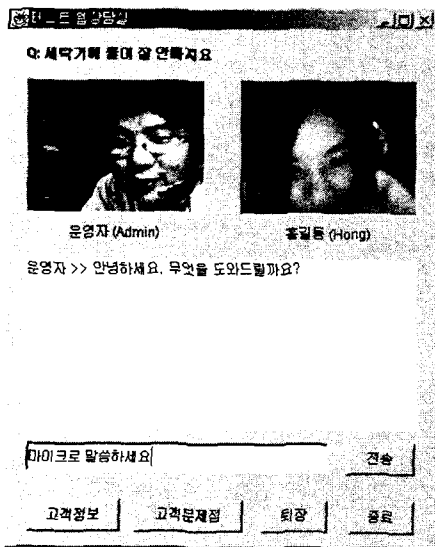 Q: 세탁기에 물이 잘 안빠져요
운영자 (Admin)
홍길동 (Hong)
운영자 >> 안녕하세요. 무엇을 도와드릴까요?
마이크로 말씀하세요
전송
고객정보
고객문제점
퇴장
종료